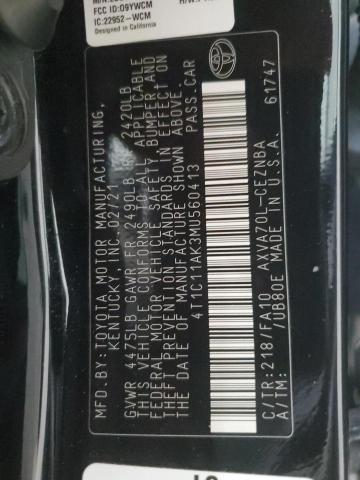 FCC ID:O9YWCM
IC:22952-WCM
Designed in California
MFD.BY:TOYOTA MOTOR MANUFACTURING,
KENTUCKY, INC. 02/21
GVWR 4475LB GAWR FR 2490LB RR 2420LB
THIS VEHICLE CONFORMS TO ALL APPLICABLE
FEDERAL MOTOR VEHICLE SAFETY, BUMPER, AND
THEFT PREVENTION STANDARDS IN EFFECT ON
THE DATE OF MANUFACTURE SHOWN ABOVE.
4T1C11AK3MU560413 PASS.CAR
C/TR:218/FA10 AXVA70L-CEZNBA
A/TM: /UB80E MADE IN U.S.A. 61747